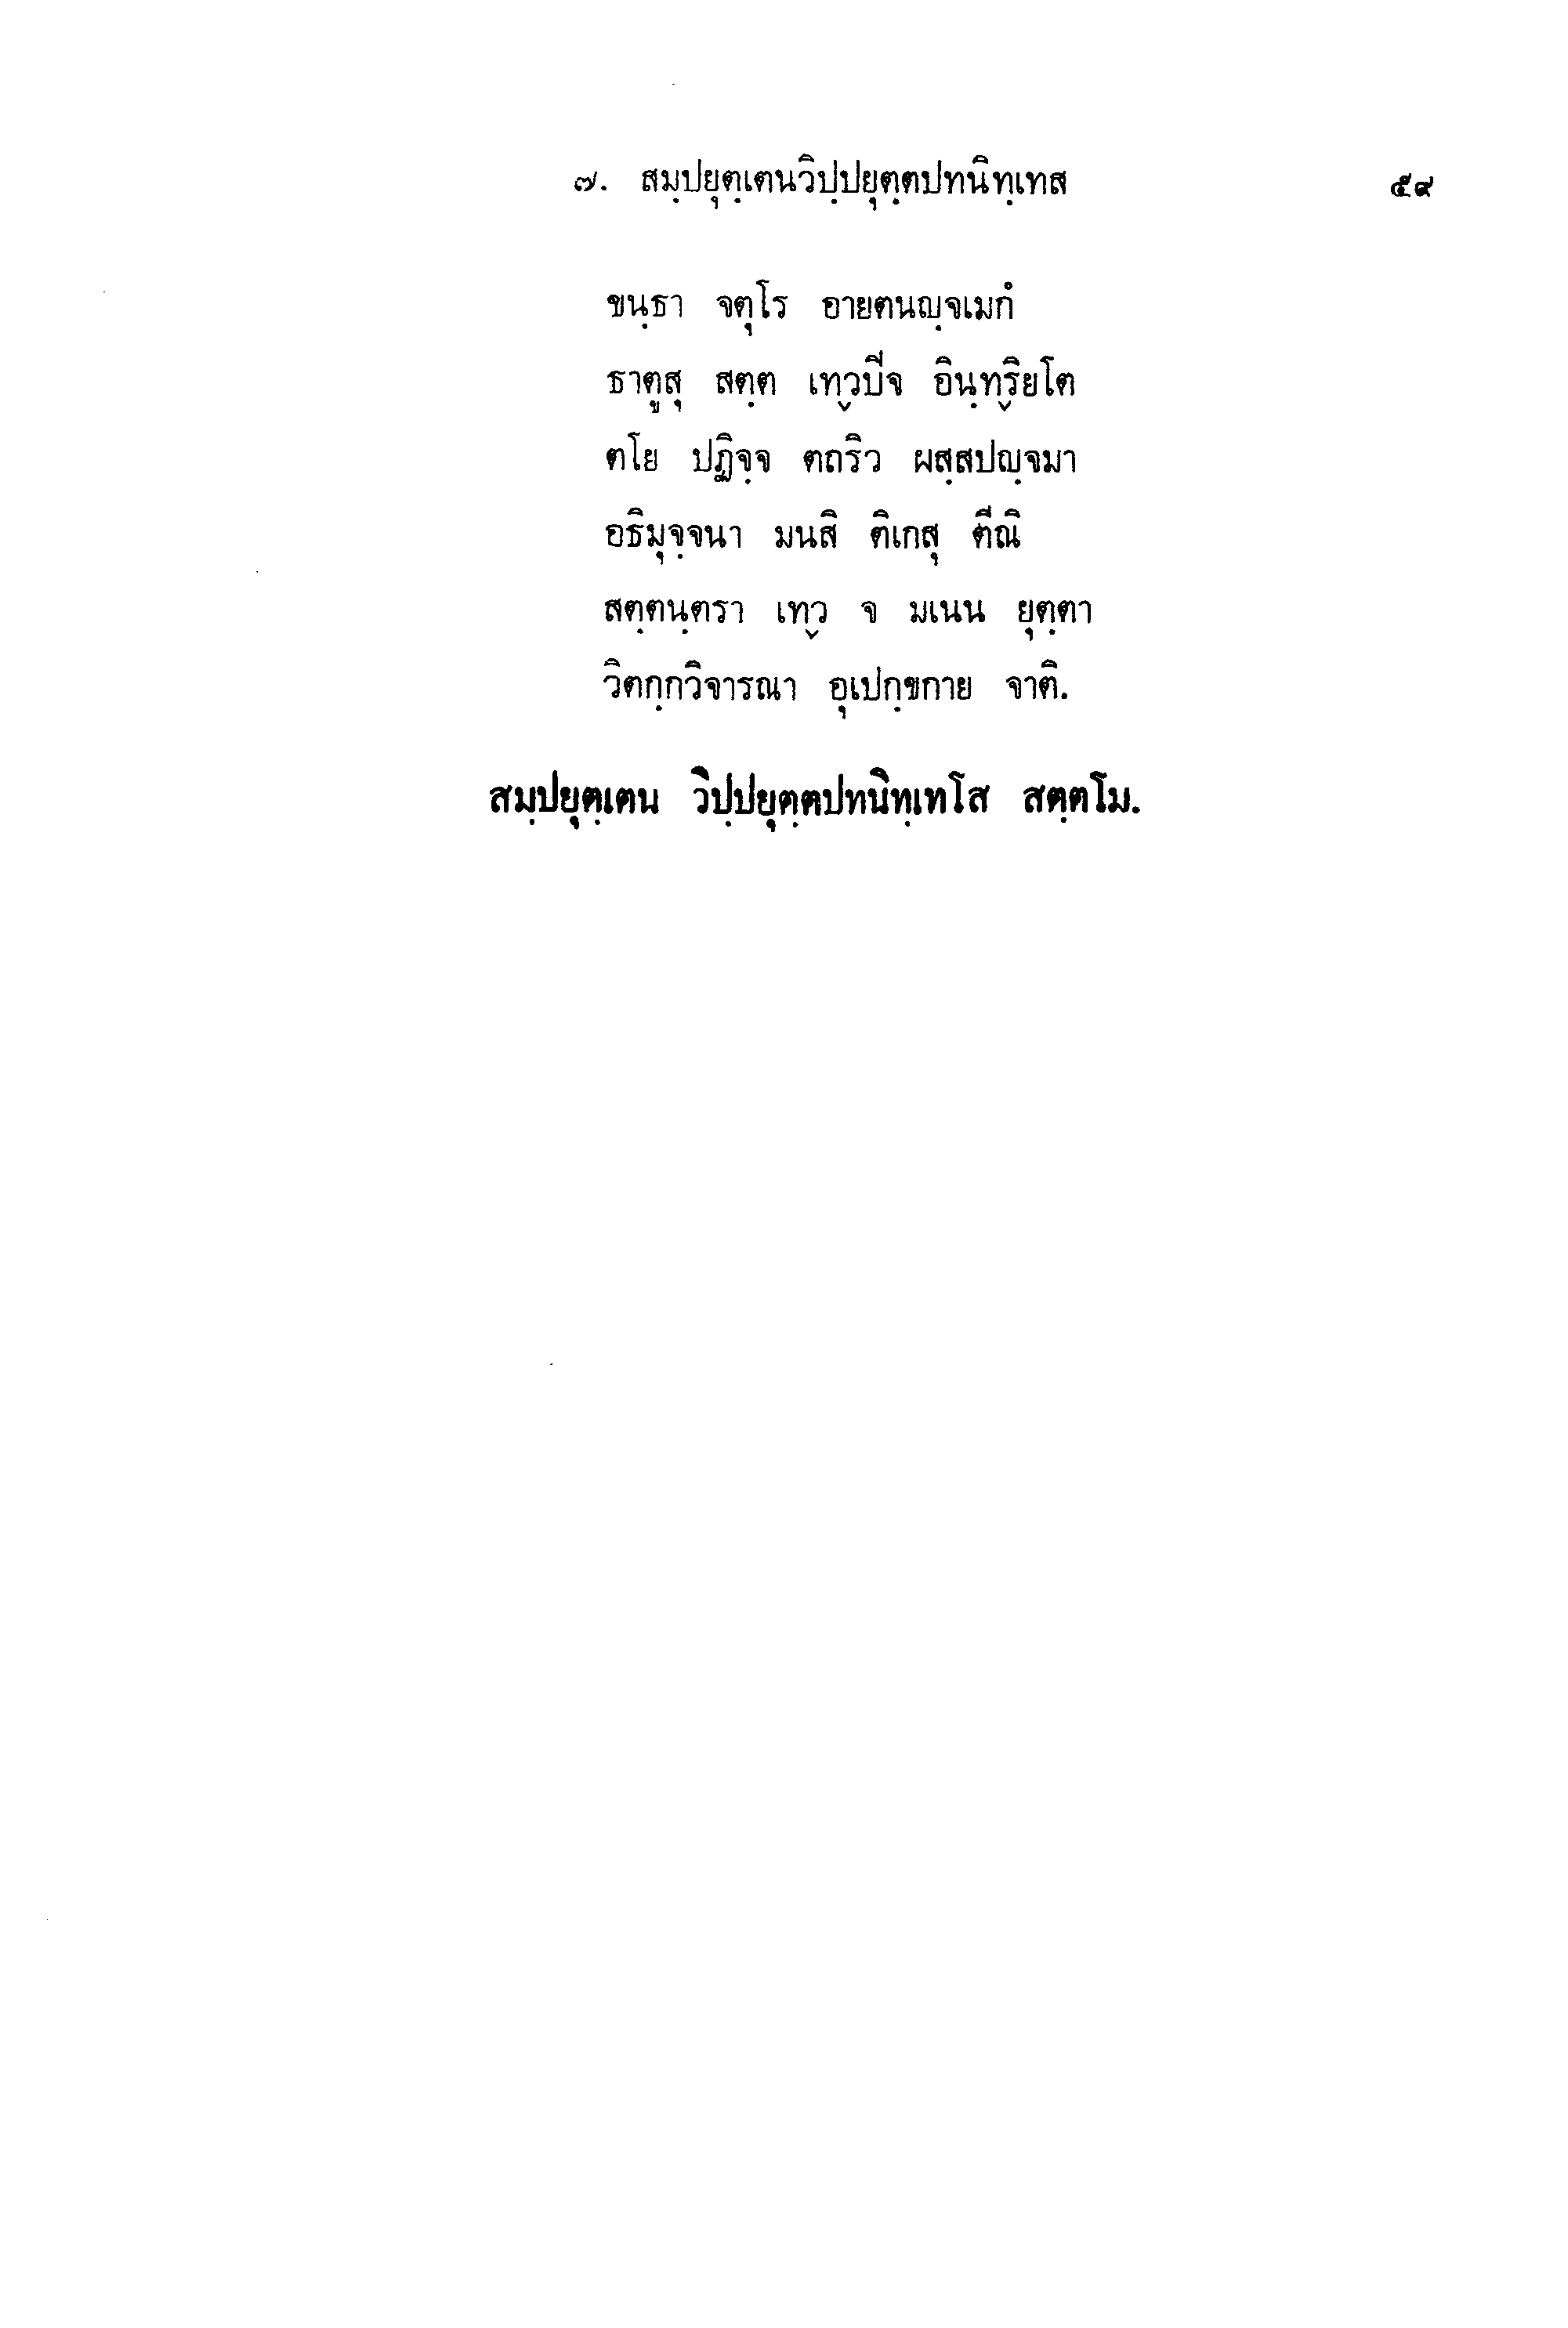 ๗. สมฺปยุตฺเตนวิปฺปยุตฺตปทนิทฺเทส ๕๙
ขนฺธา จตุโร อายตนญฺจเมกํ
ธาตูสุ สตฺต เทฺวปีจ อินฺทฺริยโต
ตโย ปฏิจฺจ ตถริว ผสฺสปญฺจมา
อธิมุจฺจนา มนสิ ติเกสุ ตีณิ
สตฺตนฺตรา เทฺว จ มเนน ยุตฺตา
วิตกฺกวิจารณา อุเปกฺขกาย จาติ.
สมฺปยุตฺเตน วิปฺปยุตฺตปทนิทฺเทโส สตฺตโม.